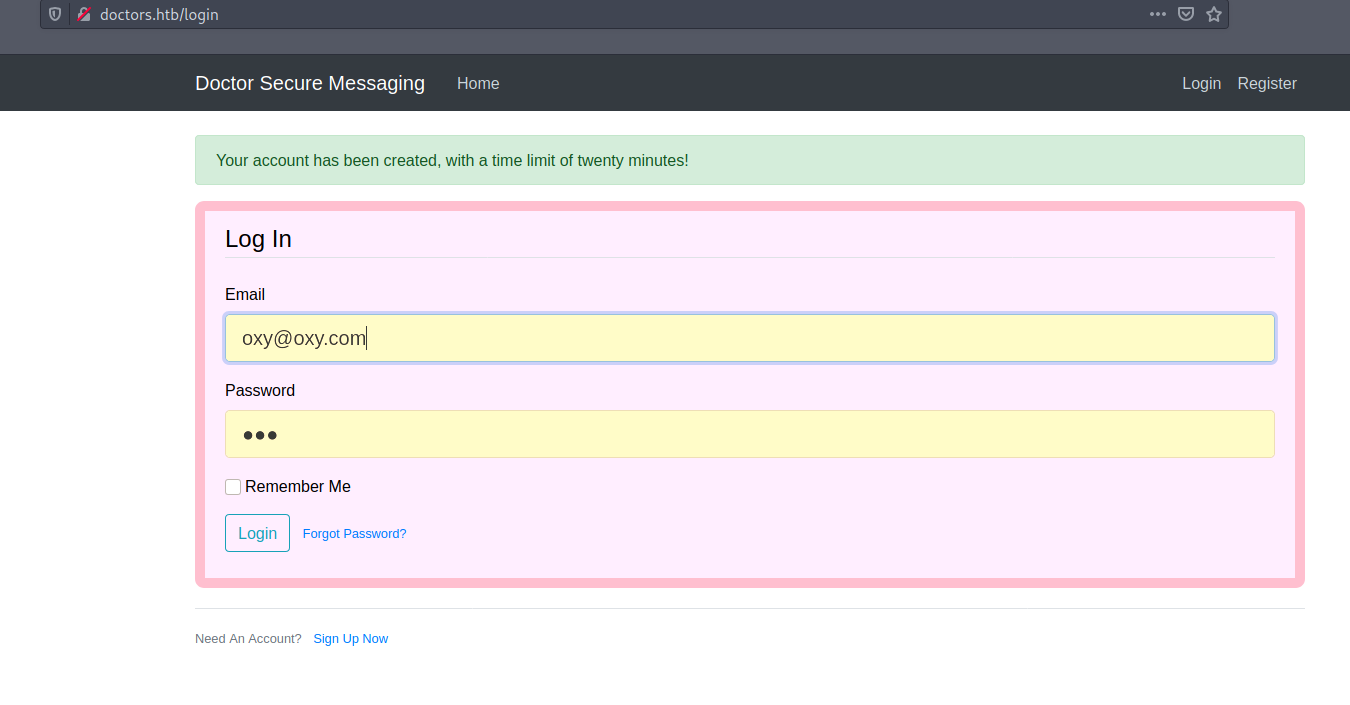 doctors.htb/login
Doctor Secure Messaging Home Login Register
Your account has been created, with a time limit of twenty minutes!
Log In
Email
oxy@oxy.com
Password
Remember Me
Login Forgot Password?
Need An Account? Sign Up Now